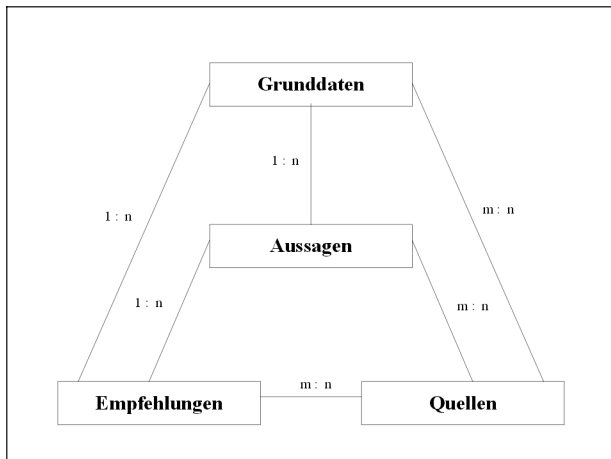 Grunddaten
1 : n
1 : n
m : n
Aussagen
1 : n
m : n
m : n
Empfehlungen
Quellen